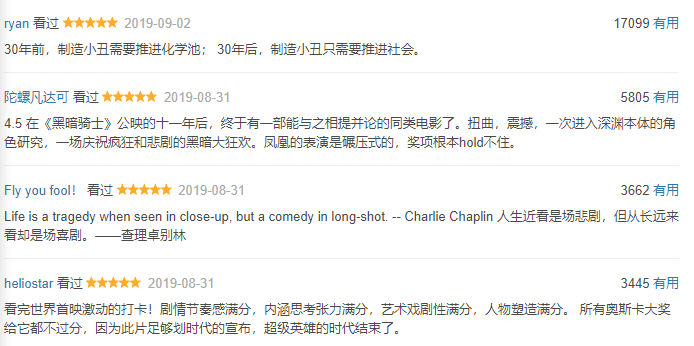 ryan 看过 2019-09-02 17099 有用
30年前，制造小丑需要推进化学池； 30年后，制造小丑只需要推进社会。
陀螺凡达可 看过 2019-08-31 5805 有用
4.5 在《黑暗骑士》公映的十一年后，终于有一部能与之相提并论的同类电影了。扭曲，震撼，一次进入深渊本体的角
色研究，一场庆祝疯狂和悲剧的黑暗大狂欢。凤凰的表演是碾压式的，奖项根本hold不住。
Fly you fool！ 看过 2019-08-31 3662 有用
Life is a tragedy when seen in close-up, but a comedy in long-shot. -- Charlie Chaplin 人生近看是场悲剧，但从长远来
看却是场喜剧。——查理卓别林
heliostar 看过 2019-08-31 3445 有用
看完世界首映激动的打卡！剧情节奏感满分，内涵思考张力满分，艺术戏剧性满分，人物塑造满分。 所有奥斯卡大奖
给它都不过分，因为此片足够划时代的宣布，超级英雄的时代结束了。